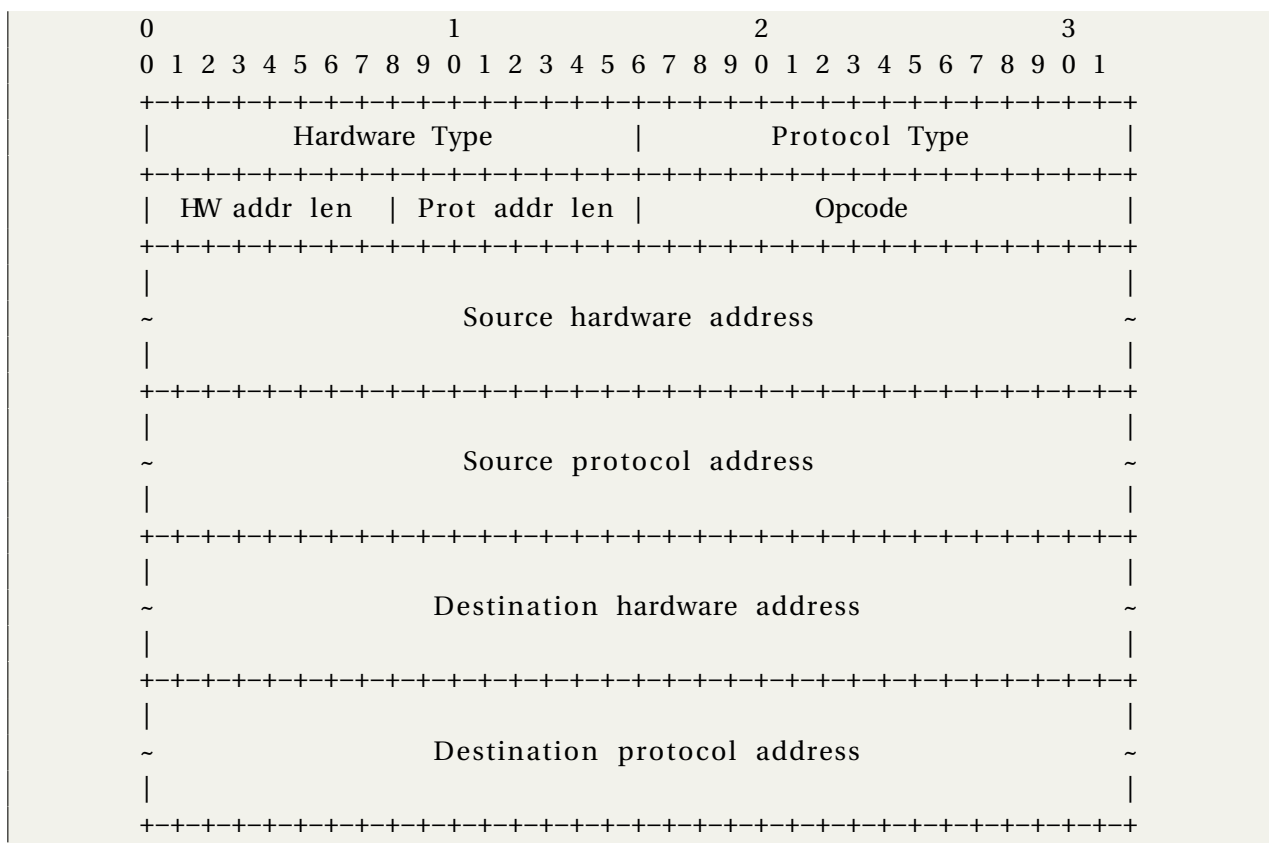 0                   1                   2                   3
0 1 2 3 4 5 6 7 8 9 0 1 2 3 4 5 6 7 8 9 0 1 2 3 4 5 6 7 8 9 0 1
+-+-+-+-+-+-+-+-+-+-+-+-+-+-+-+-+-+-+-+-+-+-+-+-+-+-+-+-+-+-+-+-+
|         Hardware Type         |         Protocol Type         |
+-+-+-+-+-+-+-+-+-+-+-+-+-+-+-+-+-+-+-+-+-+-+-+-+-+-+-+-+-+-+-+-+
|  HW addr len  | Prot addr len |            Opcode             |
+-+-+-+-+-+-+-+-+-+-+-+-+-+-+-+-+-+-+-+-+-+-+-+-+-+-+-+-+-+-+-+-+
|                                                               |
~                    Source hardware address                    ~
|                                                               |
+-+-+-+-+-+-+-+-+-+-+-+-+-+-+-+-+-+-+-+-+-+-+-+-+-+-+-+-+-+-+-+-+
|                                                               |
~                    Source protocol address                    ~
|                                                               |
+-+-+-+-+-+-+-+-+-+-+-+-+-+-+-+-+-+-+-+-+-+-+-+-+-+-+-+-+-+-+-+-+
|                                                               |
~                  Destination hardware address                 ~
|                                                               |
+-+-+-+-+-+-+-+-+-+-+-+-+-+-+-+-+-+-+-+-+-+-+-+-+-+-+-+-+-+-+-+-+
|                                                               |
~                  Destination protocol address                 ~
|                                                               |
+-+-+-+-+-+-+-+-+-+-+-+-+-+-+-+-+-+-+-+-+-+-+-+-+-+-+-+-+-+-+-+-+